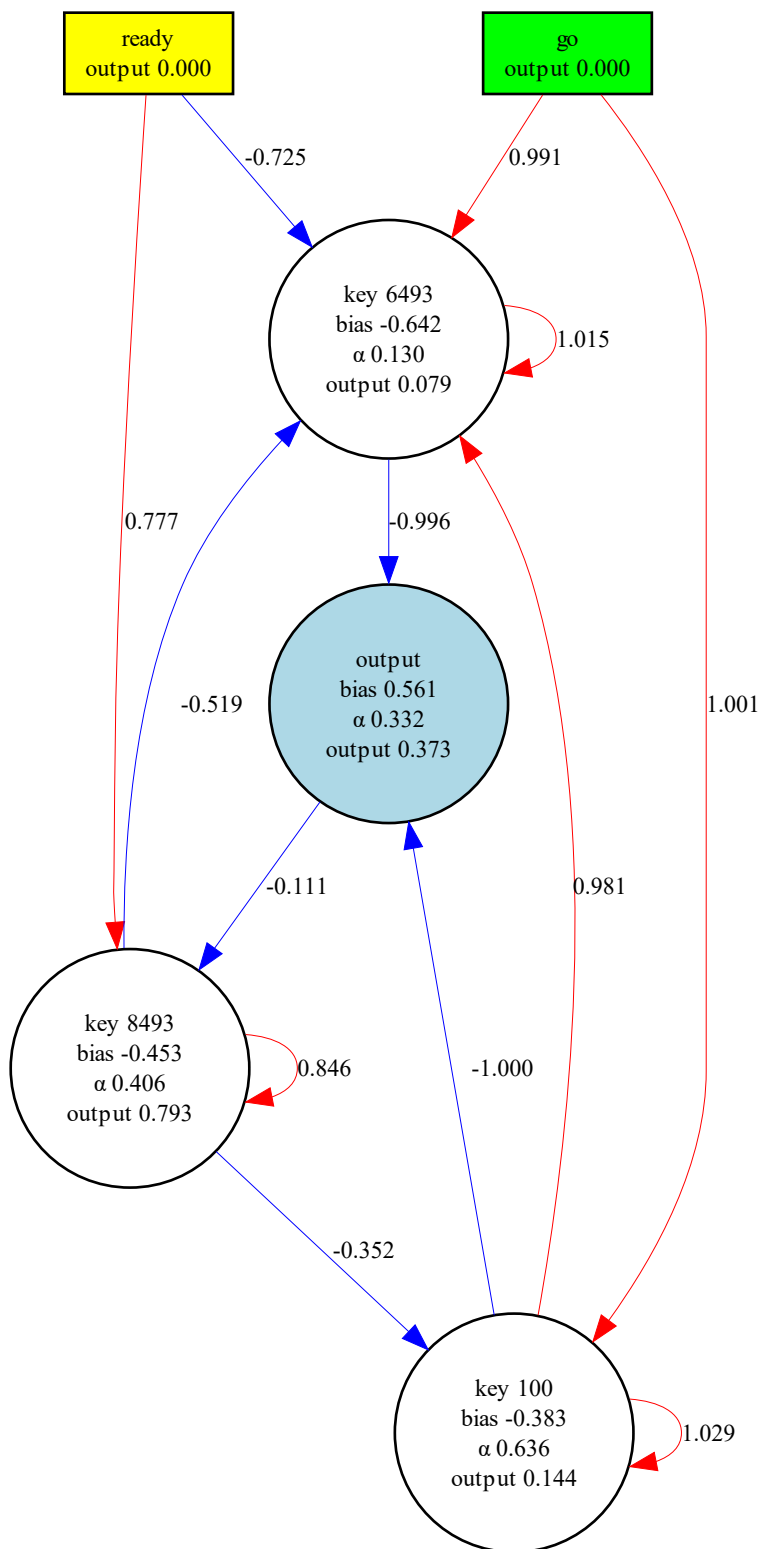 ready
output 0.000
go
output 0.000
-0.725
0.991
key 6493
bias -0.642
α 0.130
output 0.079
1.015
0.777
-0.996
output
bias 0.561
α 0.332
output 0.373
-0.519
1.001
-0.111
0.981
key 8493
bias -0.453
α 0.406
output 0.793
0.846
-1.000
-0.352
key 100
bias -0.383
α 0.636
output 0.144
1.029